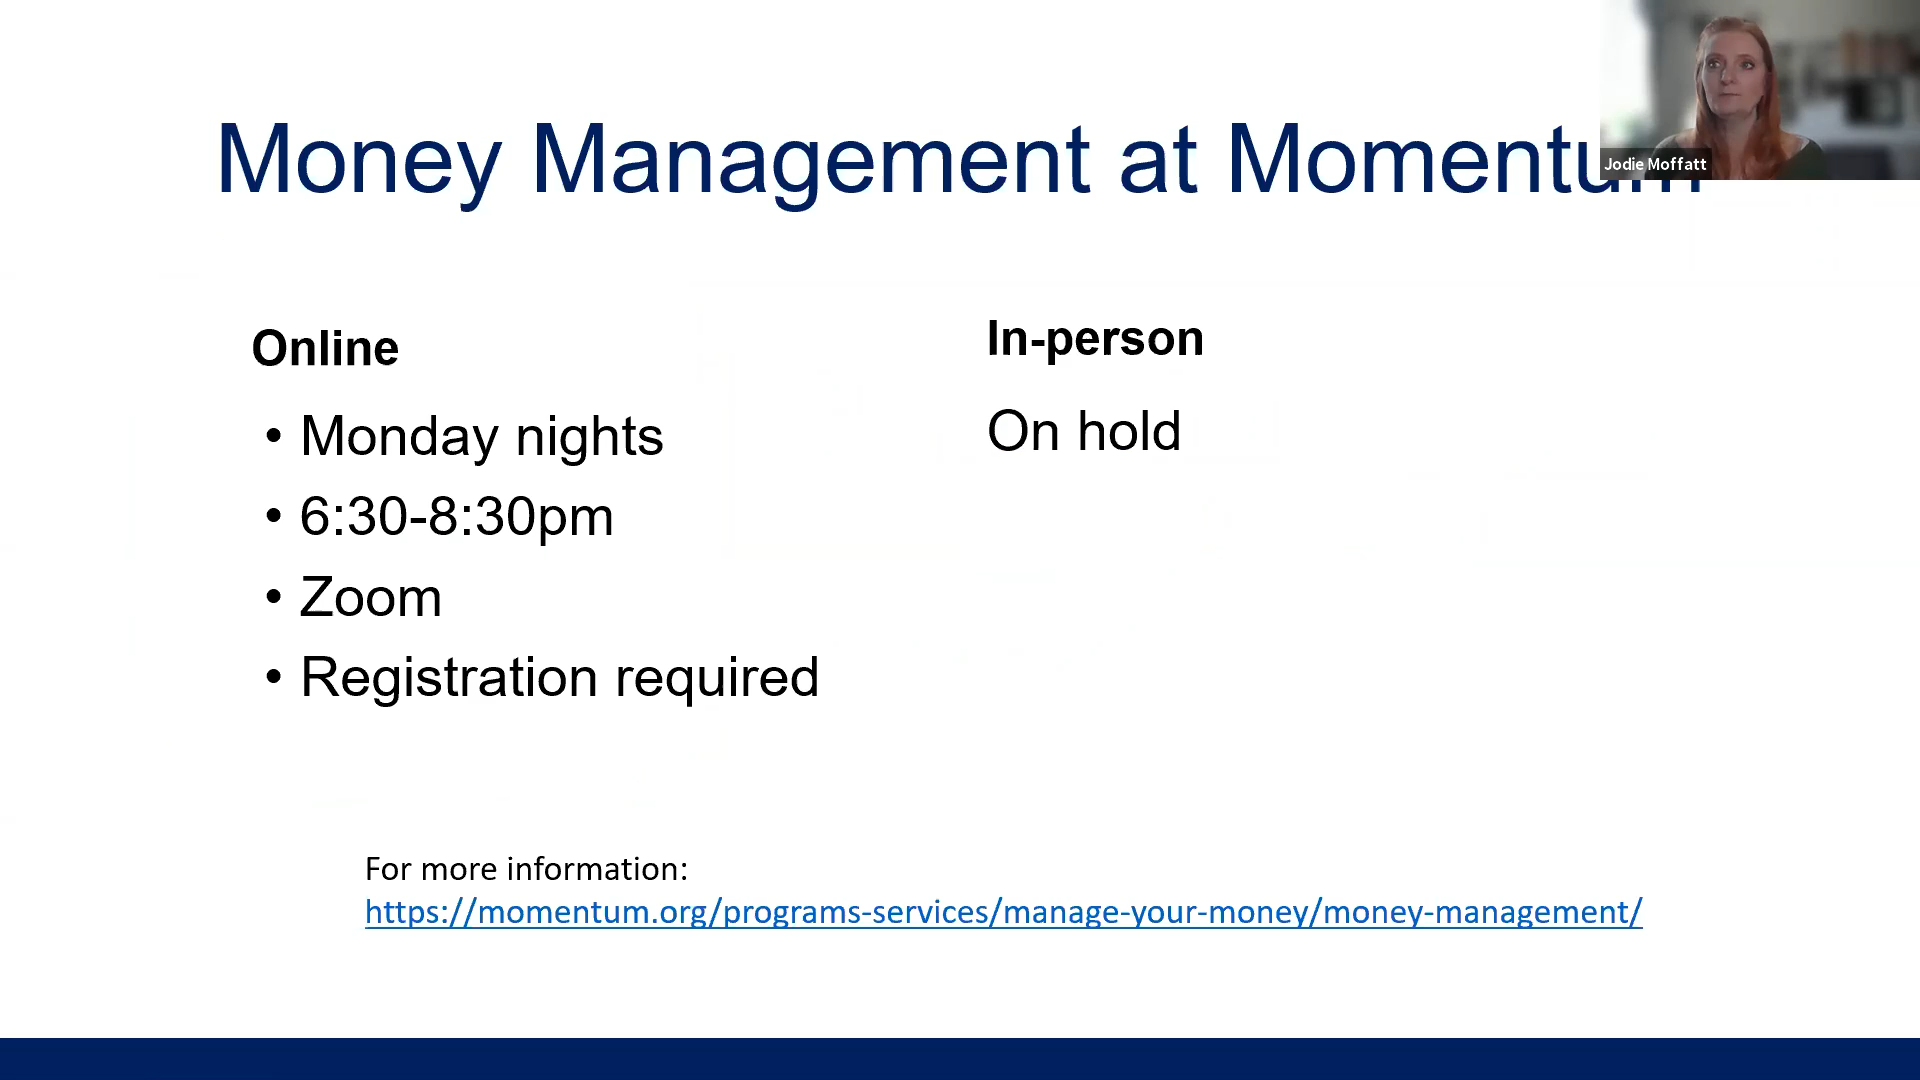 Money Management at Momentum
Jodie Moffatt
Online
• Monday nights
• 6:30-8:30pm
• Zoom
• Registration required
In-person
On hold
For more information:
https://momentum.org/programs-services/manage-your-money/money-management/